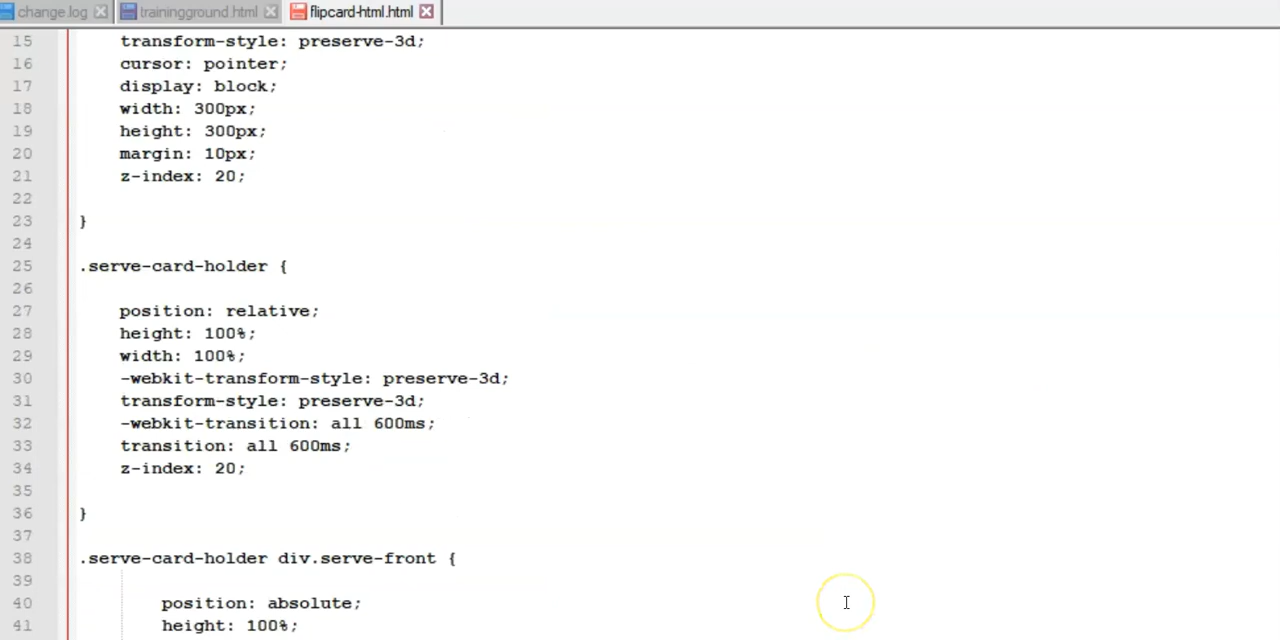 change.log trainingground.html flipcard-html.html
15 transform-style: preserve-3d;
16 cursor: pointer;
17 display: block;
18 width: 300px;
19 height: 300px;
20 margin: 10px;
21 z-index: 20;
22
23 }
24
25 .serve-card-holder {
26
27 position: relative;
28 height: 100%;
29 width: 100%;
30 -webkit-transform-style: preserve-3d;
31 transform-style: preserve-3d;
32 -webkit-transition: all 600ms;
33 transition: all 600ms;
34 z-index: 20;
35
36 }
37
38 .serve-card-holder div.serve-front {
39
40 position: absolute;
41 height: 100%;